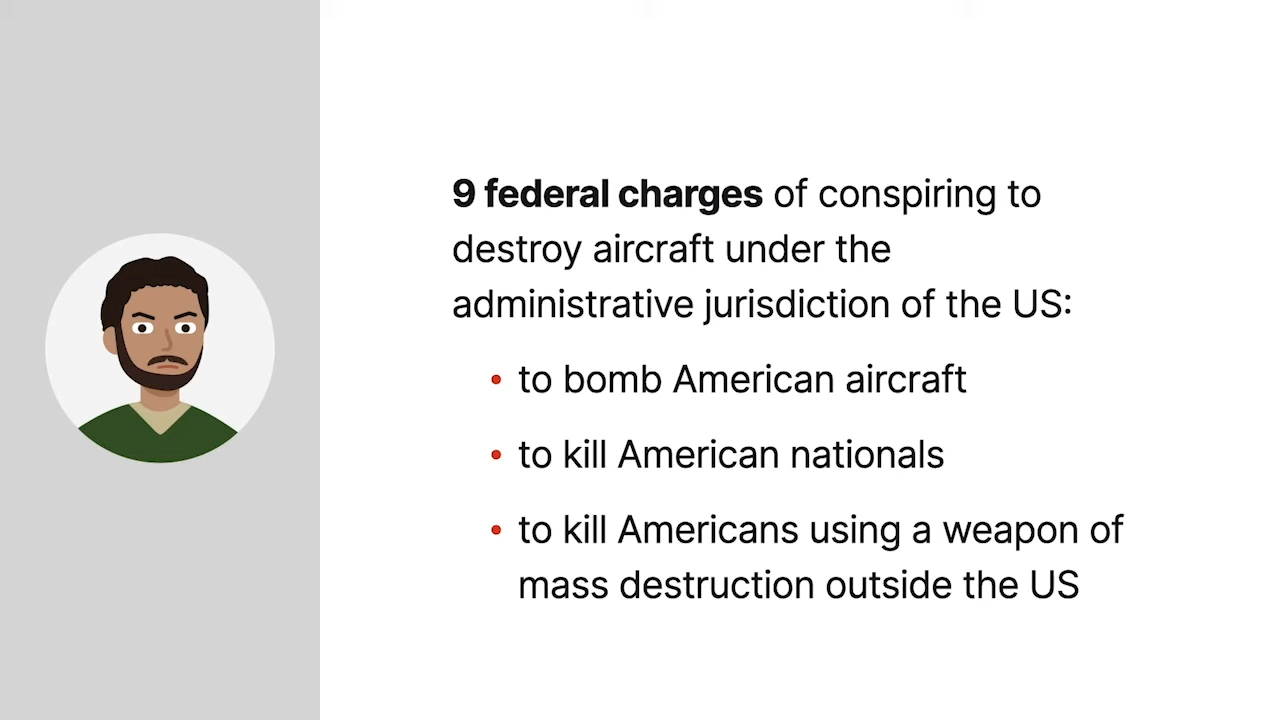 9 federal charges of conspiring to
destroy aircraft under the
administrative jurisdiction of the US:
• to bomb American aircraft
• to kill American nationals
• to kill Americans using a weapon of
mass destruction outside the US